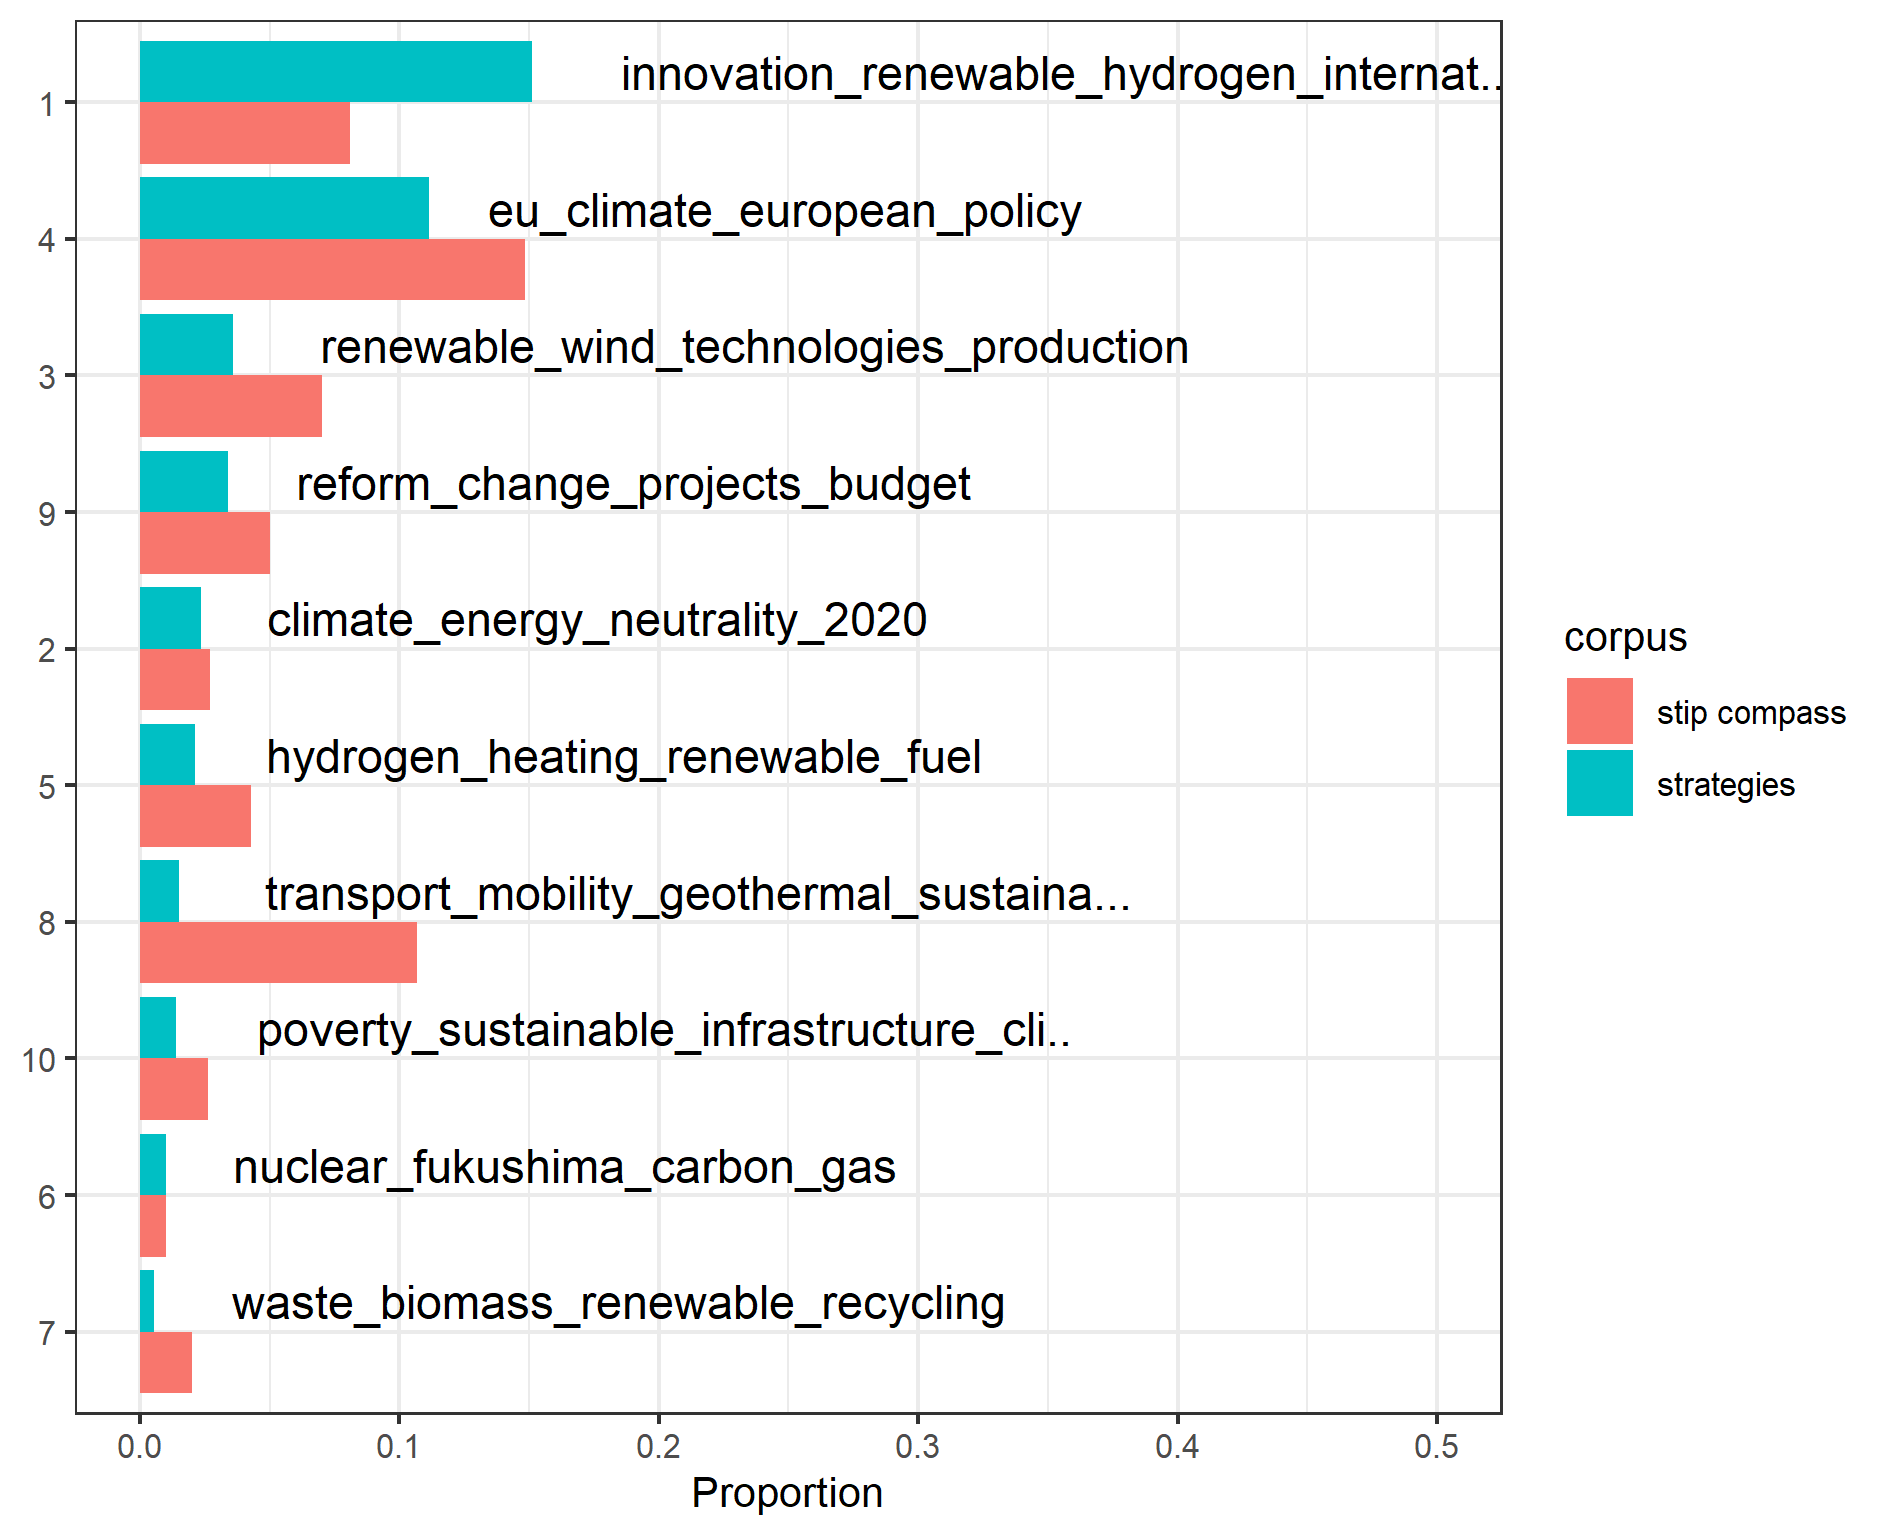 innovation_renewable_hydrogen_internat..
1
eu_climate_european_policy
4
renewable_wind_technologies_production
3
reform_change_projects_budget
9
climate_energy_neutrality_2020
2
hydrogen_heating_renewable_fuel
5
transport_mobility_geothermal_sustaina...
8
poverty_sustainable_infrastructure_cli..
10
nuclear_fukushima_carbon_gas
6
waste_biomass_renewable_recycling
7
0.0 0.1 0.2 0.3 0.4 0.5
Proportion
corpus
stip compass
strategies